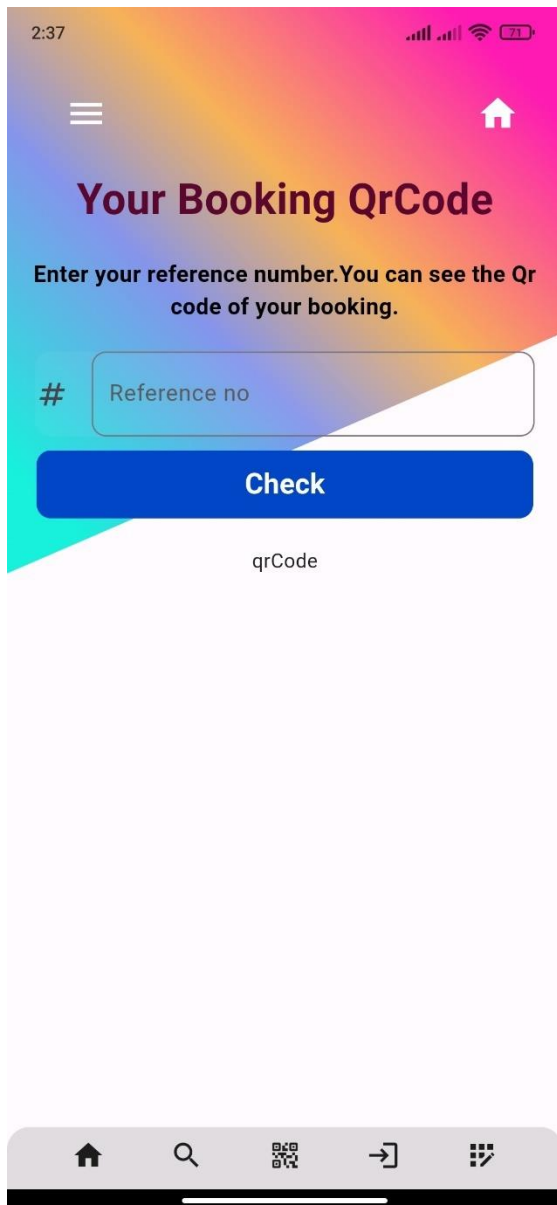 2:37
71
Your Booking QrCode
Enter your reference number.You can see the Qr
code of your booking.
# Reference no
Check
qrCode